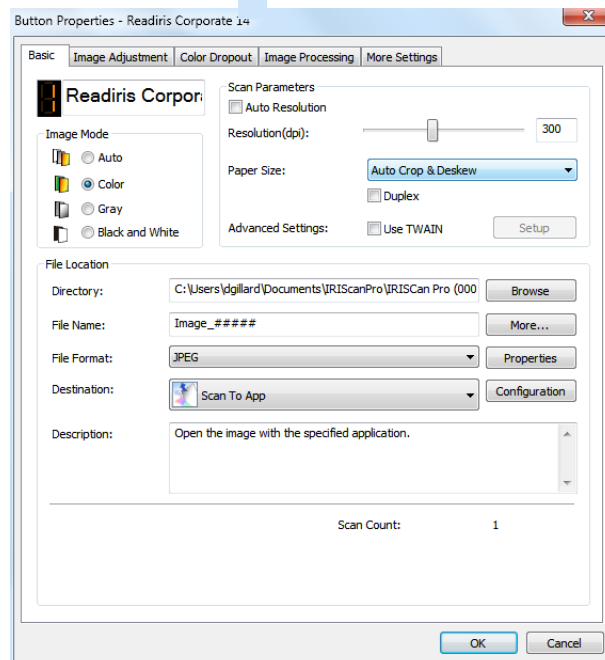 Button Properties - Readiris Corporate 14
Basic Image Adjustment Color Dropout Image Processing More Settings
1 Readiris Corpor
Image Mode
Auto
Color
Gray
Black and White
Scan Parameters
Auto Resolution
Resolution(dpi): 300
Paper Size: Auto Crop & Deskew
Duplex
Advanced Settings: Use TWAIN Setup
File Location
Directory: C:\Users\dgillard\Documents\IRIScanPro\IRISCan Pro (000 Browse
File Name: Image_##### More...
File Format: JPEG Properties
Destination: Scan To App Configuration
Description: Open the image with the specified application.
Scan Count: 1
OK Cancel